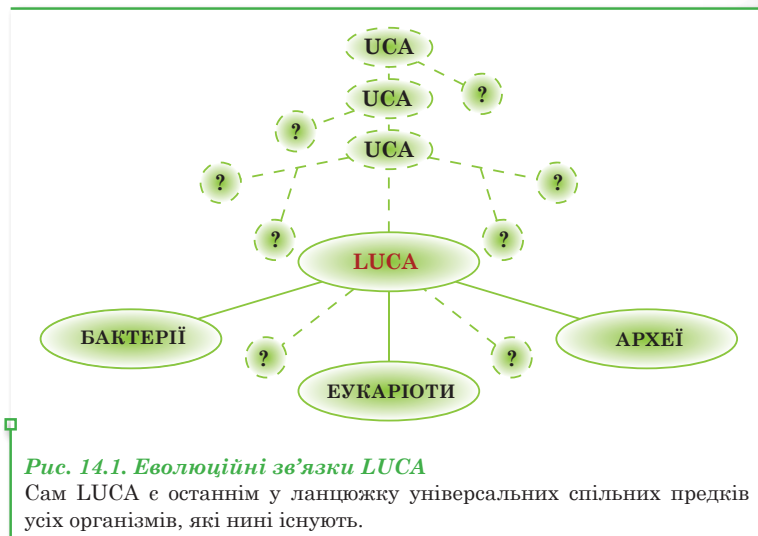 UCA
?
UCA
?
UCA
?
?
?
?
LUCA
БАКТЕРІЇ
АРХЕЇ
?
?
ЕУКАРІОТИ
Рис. 14.1. Еволюційні зв’язки LUCA
Сам LUCA є останнім у ланцюжку універсальних спільних предків
усіх організмів, які нині існують.